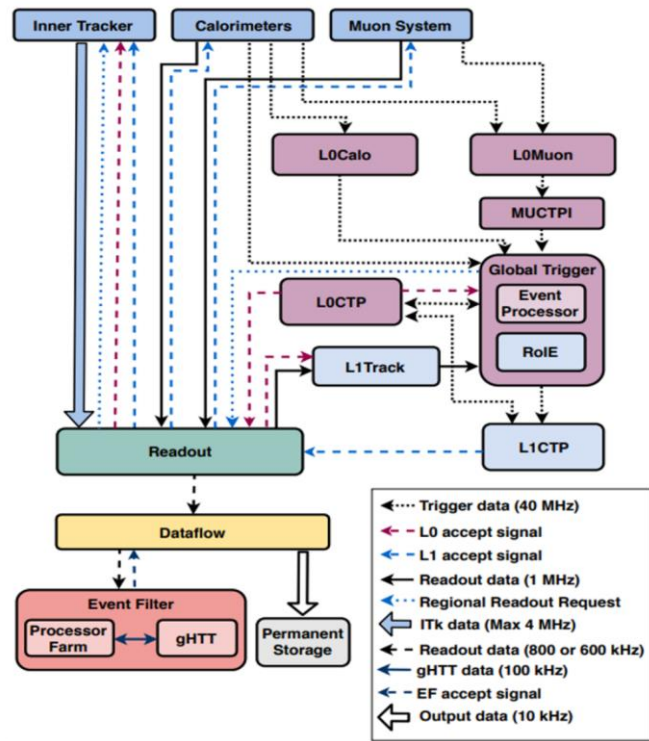 Inner Tracker
Calorimeters
Muon System
L0Calo
L0Muon
MUCTPI
Global Trigger
Event
Processor
L0CTP
RoIE
L1Track
L1CTP
Readout
Dataflow
Event Filter
Processor
Farm
gHTT
Permanent
Storage
Trigger data (40 MHz)
L0 accept signal
L1 accept signal
Readout data (1 MHz)
Regional Readout Request
ITk data (Max 4 MHz)
Readout data (800 or 600 kHz)
gHTT data (100 kHz)
EF accept signal
Output data (10 kHz)